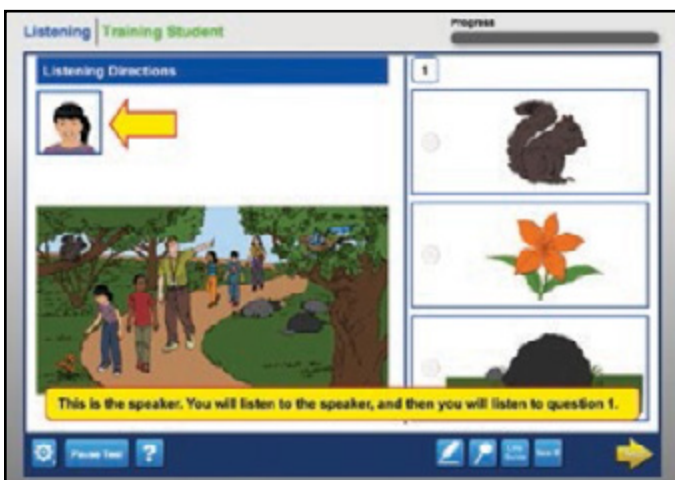 Listening Training Student
Progress
Listening Directions
1
This is the speaker. You will listen to the speaker, and then you will listen to question 1.
Pause Test
?
Line